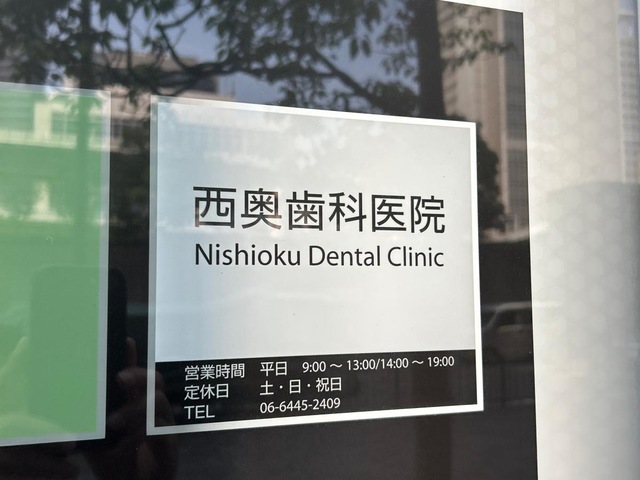 西奥歯科医院
Nishioku Dental Clinic
営業時間 平日 9:00 〜 13:00/14:00 〜 19:00
定休日 土・日・祝日
TEL 06-6445-2409